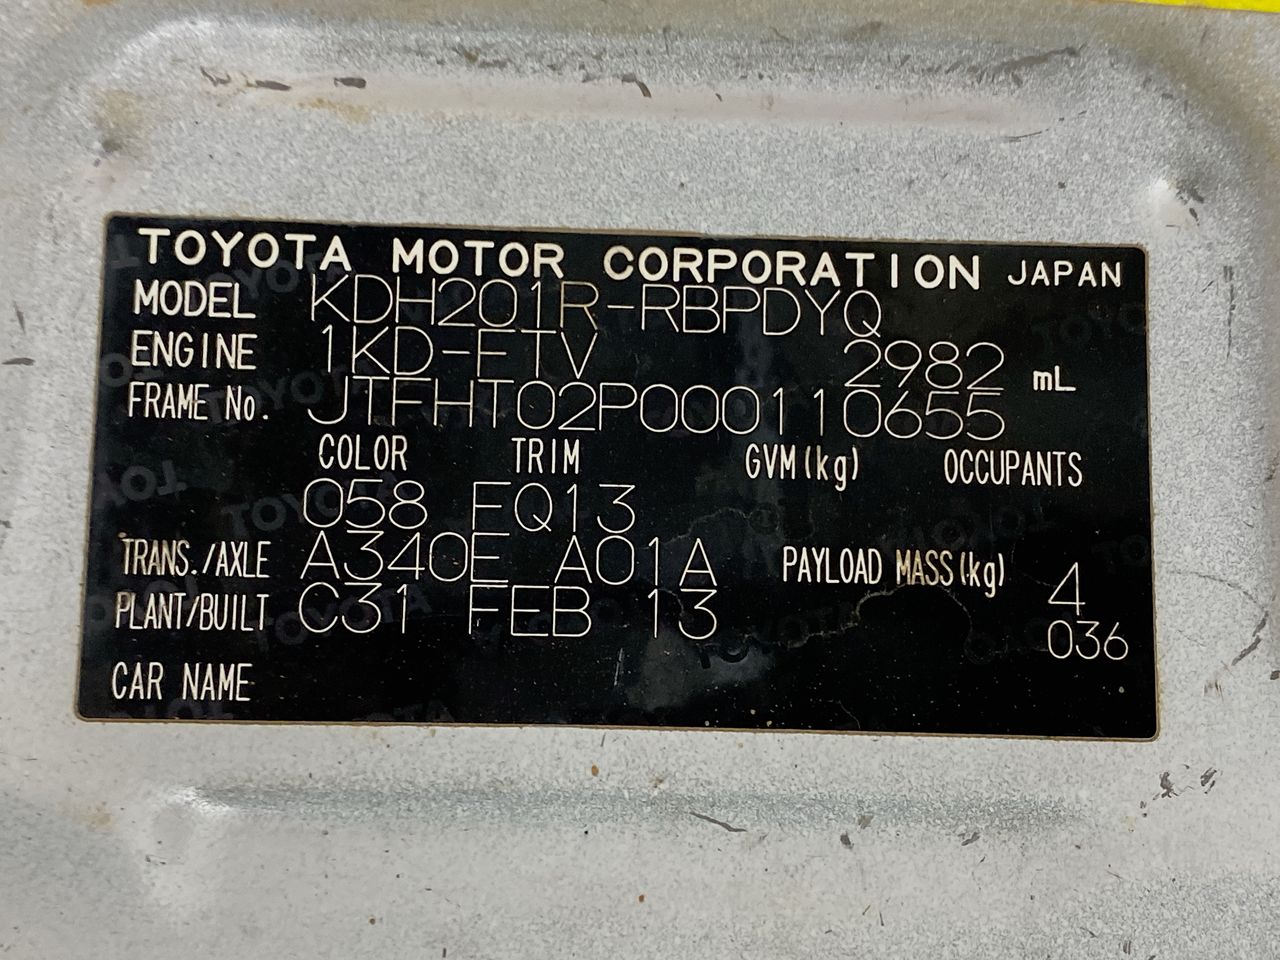 TOYOTA MOTOR CORPORATION JAPAN
MODEL KDH201R-RBPDYQ
ENGINE 1KD-FTV 2982 mL
FRAME No. JTFHT02P000110655
COLOR TRIM GVM(kg) OCCUPANTS
058 FQ13
TRANS./AXLE A340E A01A PAYLOAD MASS(kg) 4
PLANT/BUILT C31 FEB 13 036
CAR NAME